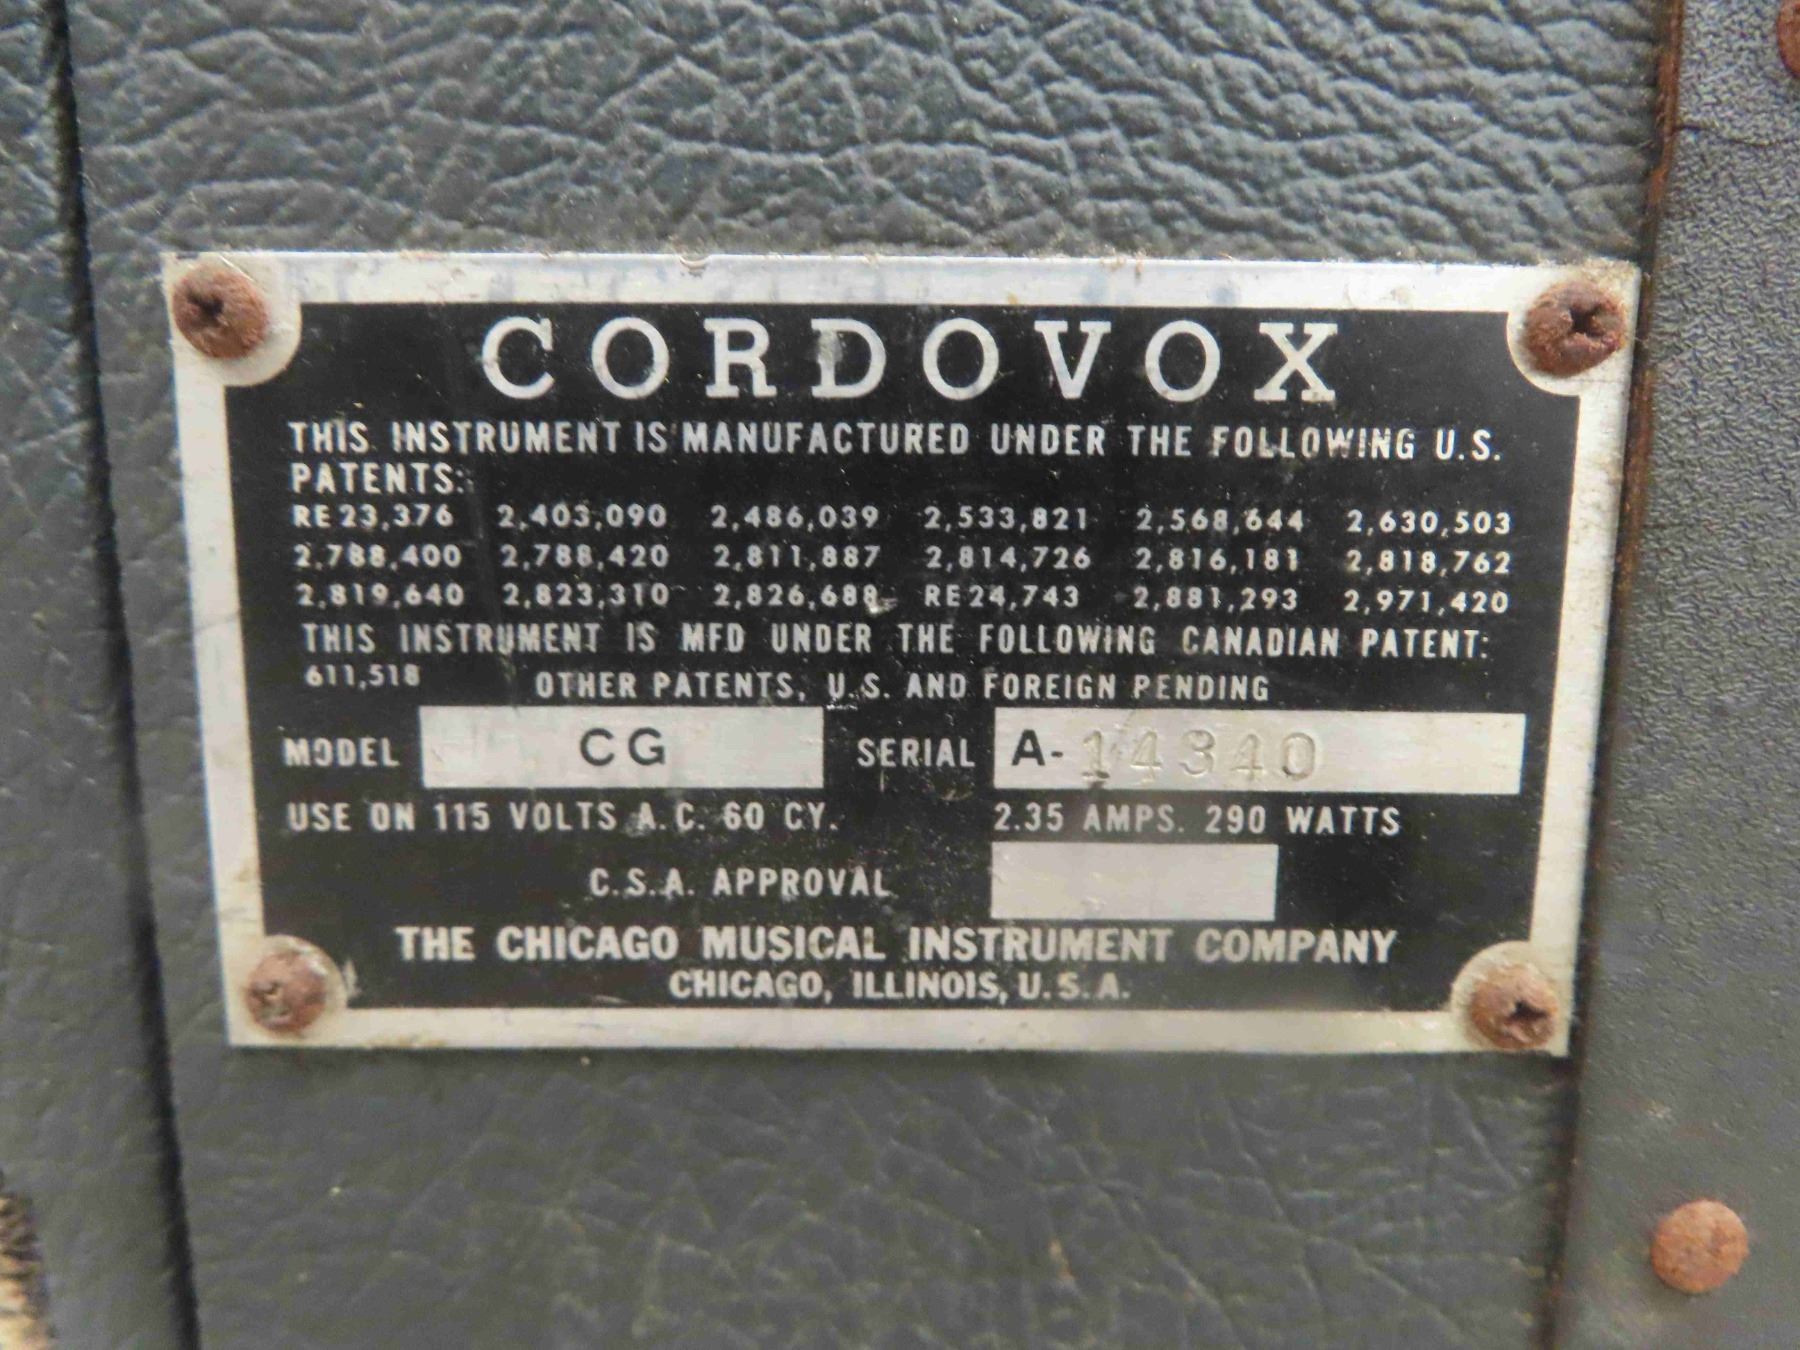 CORDOVOX
THIS INSTRUMENT IS MANUFACTURED UNDER THE FOLLOWING U.S.
PATENTS:
RE 23,376 2,403,090 2,486,039 2,533,821 2,568,644 2,630,503
2,788,400 2,788,420 2,811,887 2,814,726 2,816,181 2,818,762
2,819,640 2,823,310 2,826,688 RE 24,743 2,881,293 2,971,420
THIS INSTRUMENT IS MFD UNDER THE FOLLOWING CANADIAN PATENT:
611,518 OTHER PATENTS, U.S. AND FOREIGN PENDING
MODEL CG SERIAL A-14340
USE ON 115 VOLTS A.C. 60 CY. 2.35 AMPS. 290 WATTS
C.S.A. APPROVAL
THE CHICAGO MUSICAL INSTRUMENT COMPANY
CHICAGO, ILLINOIS, U.S.A.